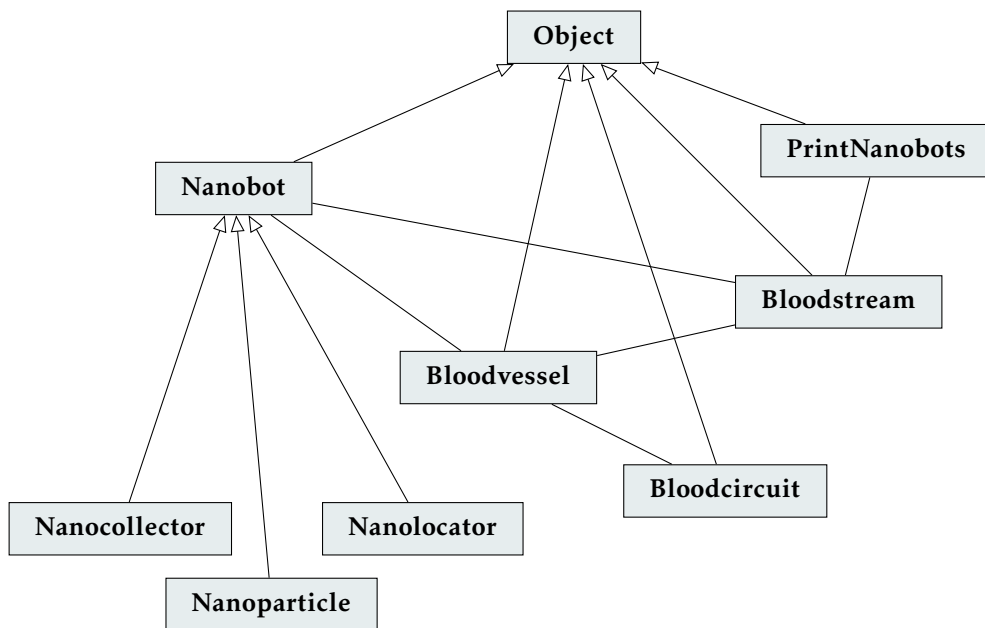 Object
PrintNanobots
Nanobot
Bloodstream
Bloodvessel
Bloodcircuit
Nanocollector
Nanolocator
Nanoparticle